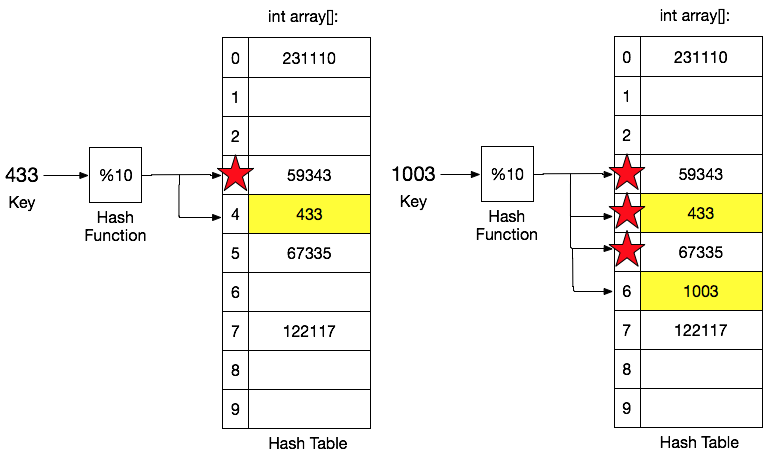 int array[]:
0 231110
1
2
59343
4 433
5 67335
6
7 122117
8
9
Hash Table
433
Key
%10
Hash
Function
int array[]:
0 231110
1
2
59343
433
67335
6 1003
7 122117
8
9
Hash Table
1003
Key
%10
Hash
Function